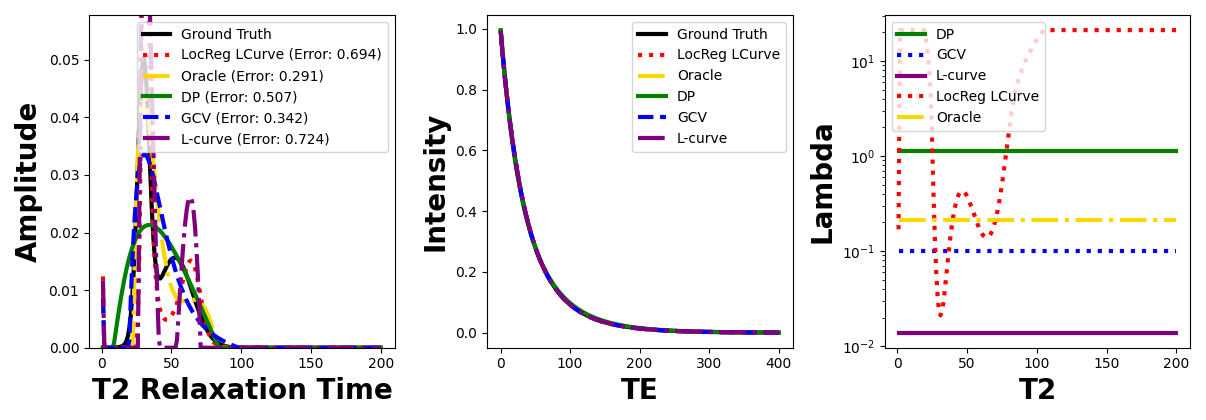 Amplitude
0.05
0.04
0.03
0.02
0.01
0.00
Ground Truth
LocReg LCurve (Error: 0.694)
Oracle (Error: 0.291)
DP (Error: 0.507)
GCV (Error: 0.342)
L-curve (Error: 0.724)
0 50 100 150 200
T2 Relaxation Time
Intensity
1.0
0.8
0.6
0.4
0.2
0.0
Ground Truth
LocReg LCurve
Oracle
DP
GCV
L-curve
0 100 200 300 400
TE
Lambda
10¹
10⁰
10⁻¹
10⁻²
DP
GCV
L-curve
LocReg LCurve
Oracle
0 50 100 150 200
T2